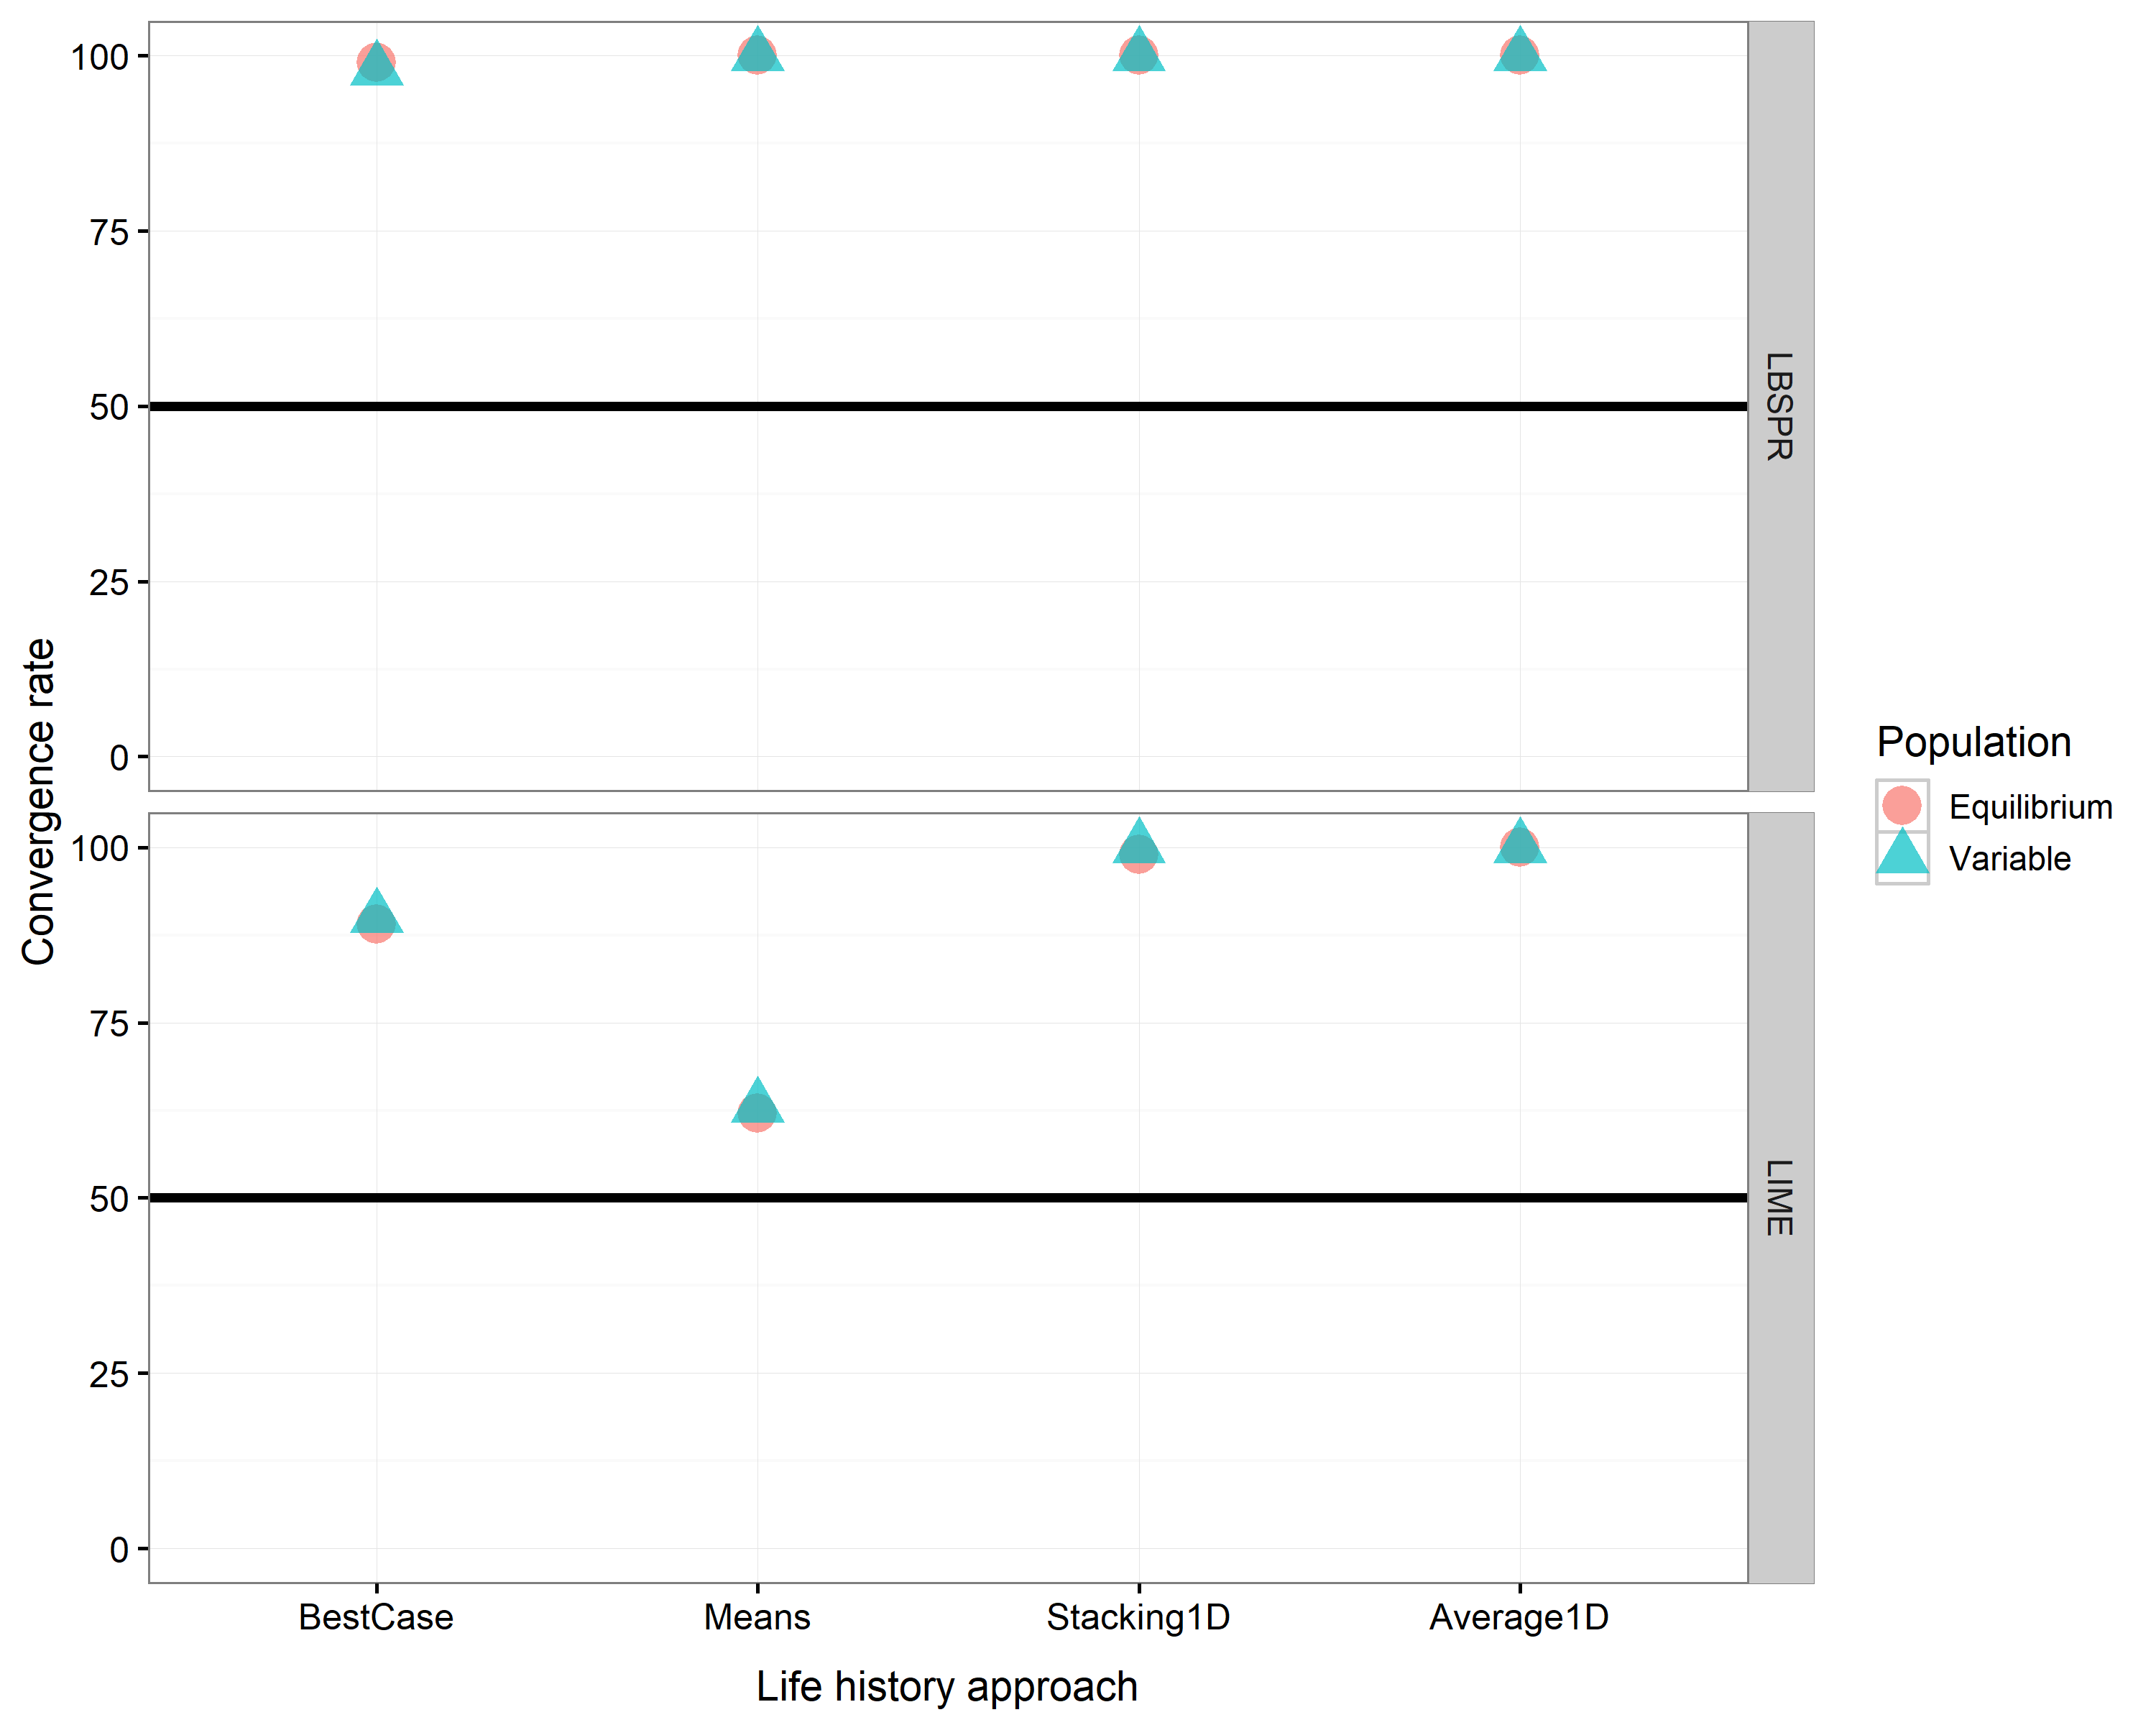 Convergence rate
100
75
50
25
0
LBSPR
100
75
50
25
0
LIME
BestCase Means Stacking1D Average1D
Life history approach
Population
Equilibrium
Variable